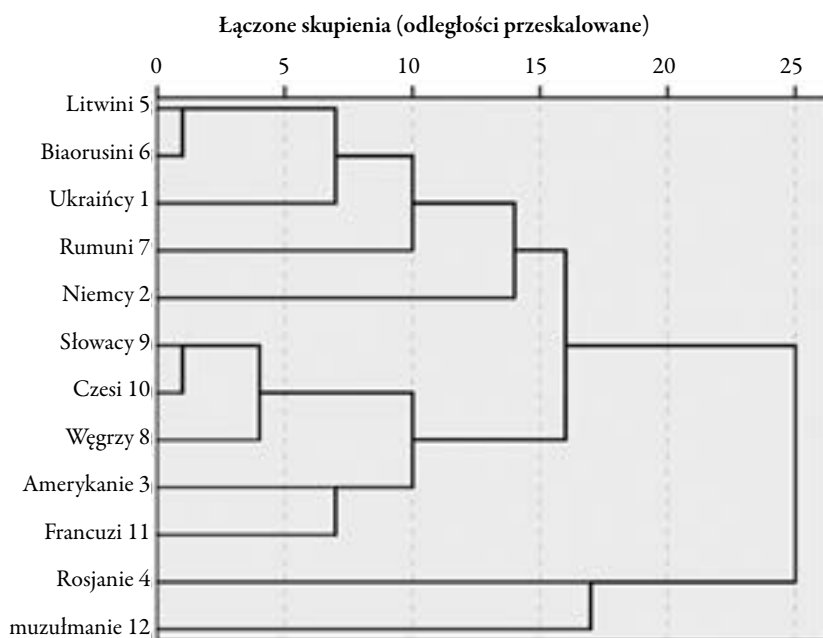 Łączone skupienia (odległości przeskalowane)
0 5 10 15 20 25
Litwini 5
Biaorusini 6
Ukraińcy 1
Rumuni 7
Niemcy 2
Słowacy 9
Czesi 10
Węgrzy 8
Amerykanie 3
Francuzi 11
Rosjanie 4
muzułmanie 12